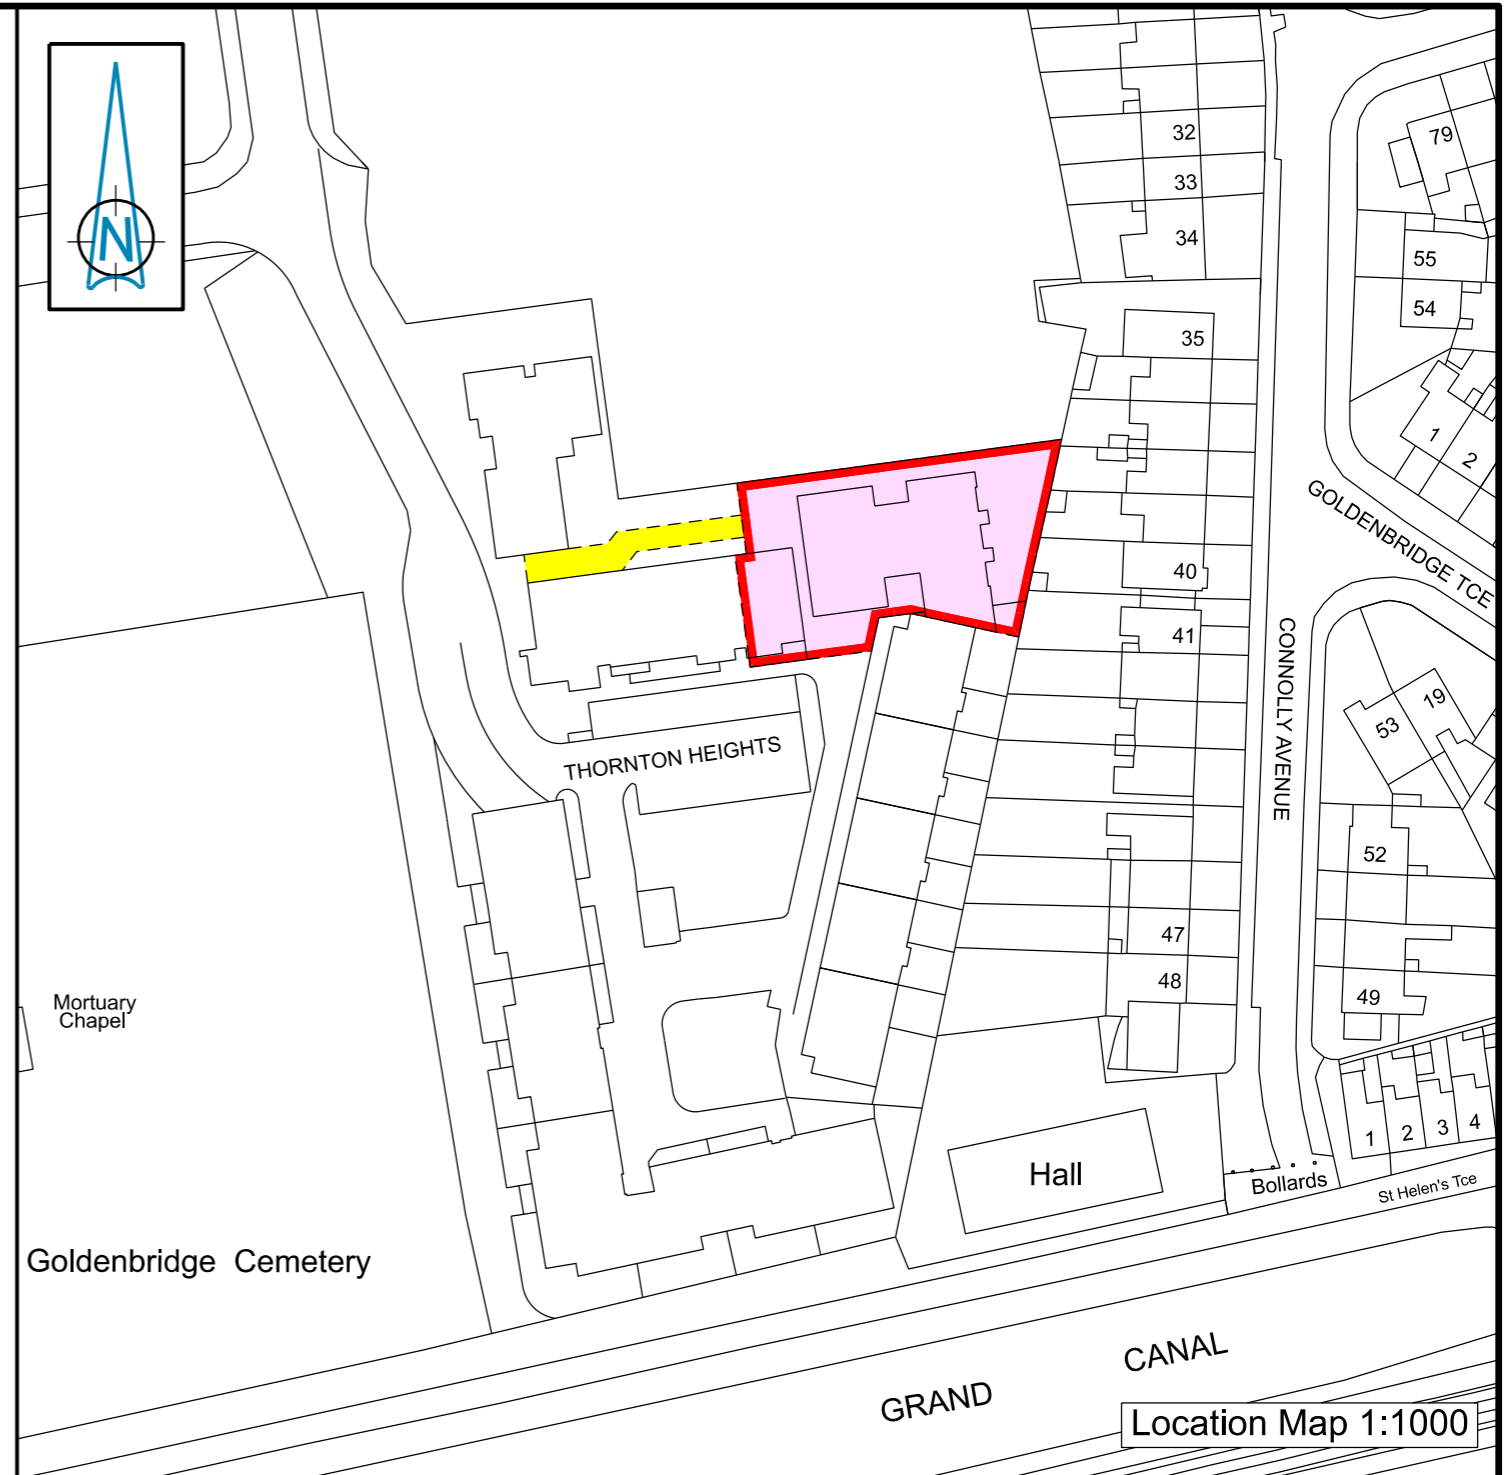 N
32
33
34
35
40
41
47
48
79
55
54
1
2
GOLDENBRIDGE TCE
CONNOLLY AVENUE
53
19
52
49
1
2
3
4
THORNTON HEIGHTS
Mortuary
Chapel
Goldenbridge Cemetery
Hall
Bollards
St Helen's Tce
GRAND CANAL
Location Map 1:1000